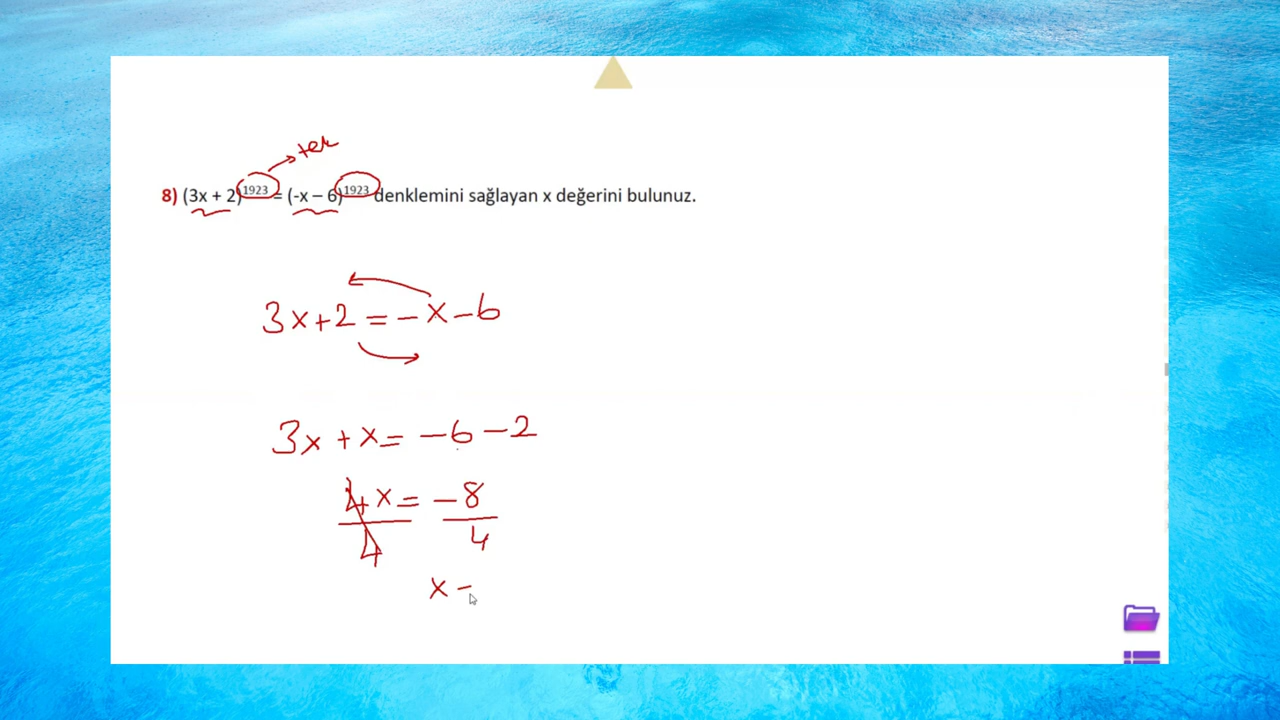 tek
8) (3x + 2)^1923 = (-x – 6)^1923 denklemini sağlayan x değerini bulunuz.
3x+2 = -x-6
3x + x = -6 -2
4x = -8
4 4
x -